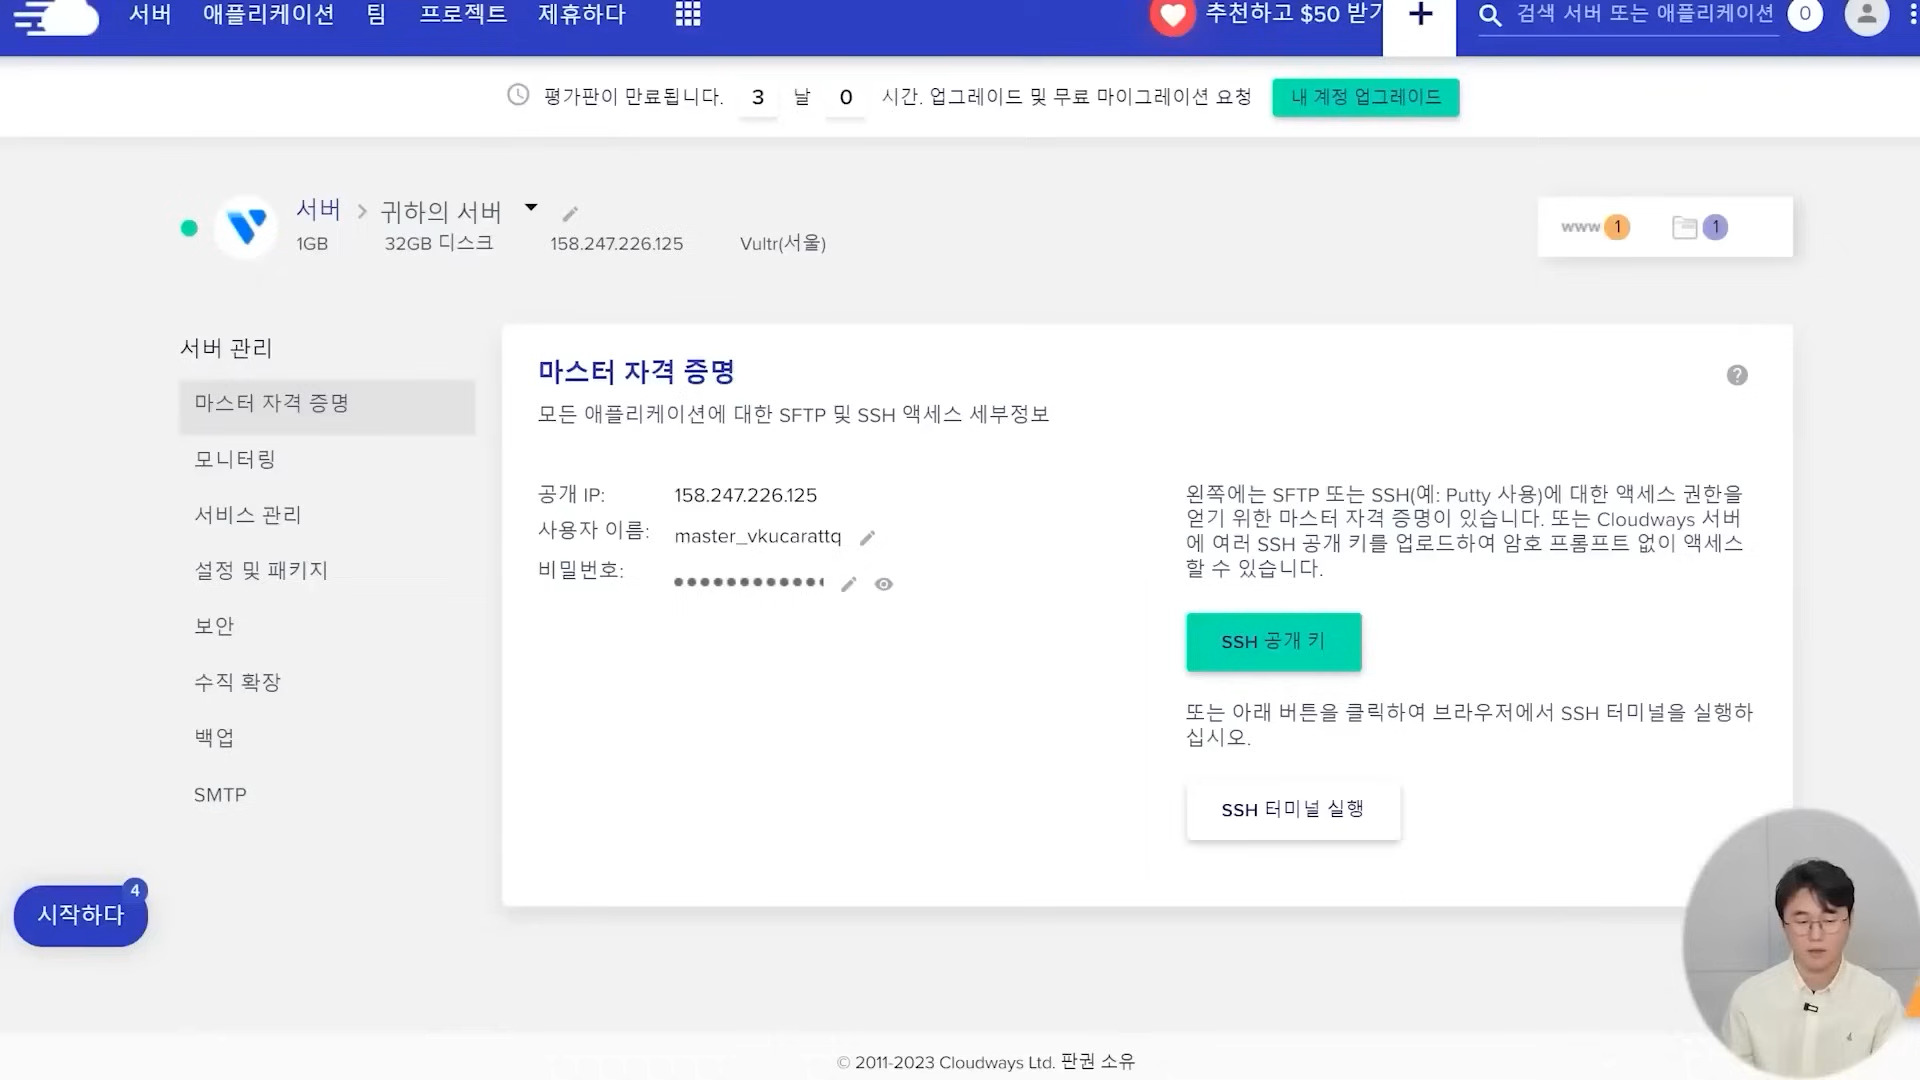 서버 애플리케이션 팀 프로젝트 제휴하다 추천하고 $50 받기 + 검색 서버 또는 애플리케이션 0
평가판이 만료됩니다. 3 날 0 시간. 업그레이드 및 무료 마이그레이션 요청 내 계정 업그레이드
서버 > 귀하의 서버
1GB 32GB 디스크 158.247.226.125 Vultr(서울)
www 1 1
서버 관리
마스터 자격 증명
모니터링
서비스 관리
설정 및 패키지
보안
수직 확장
백업
SMTP
마스터 자격 증명
?
모든 애플리케이션에 대한 SFTP 및 SSH 액세스 세부정보
공개 IP: 158.247.226.125
사용자 이름: master_vkucarattq
비밀번호:
왼쪽에는 SFTP 또는 SSH(예: Putty 사용)에 대한 액세스 권한을
얻기 위한 마스터 자격 증명이 있습니다. 또는 Cloudways 서버
에 여러 SSH 공개 키를 업로드하여 암호 프롬프트 없이 액세스
할 수 있습니다.
SSH 공개 키
또는 아래 버튼을 클릭하여 브라우저에서 SSH 터미널을 실행하
십시오.
SSH 터미널 실행
시작하다 4
© 2011-2023 Cloudways Ltd. 판권 소유